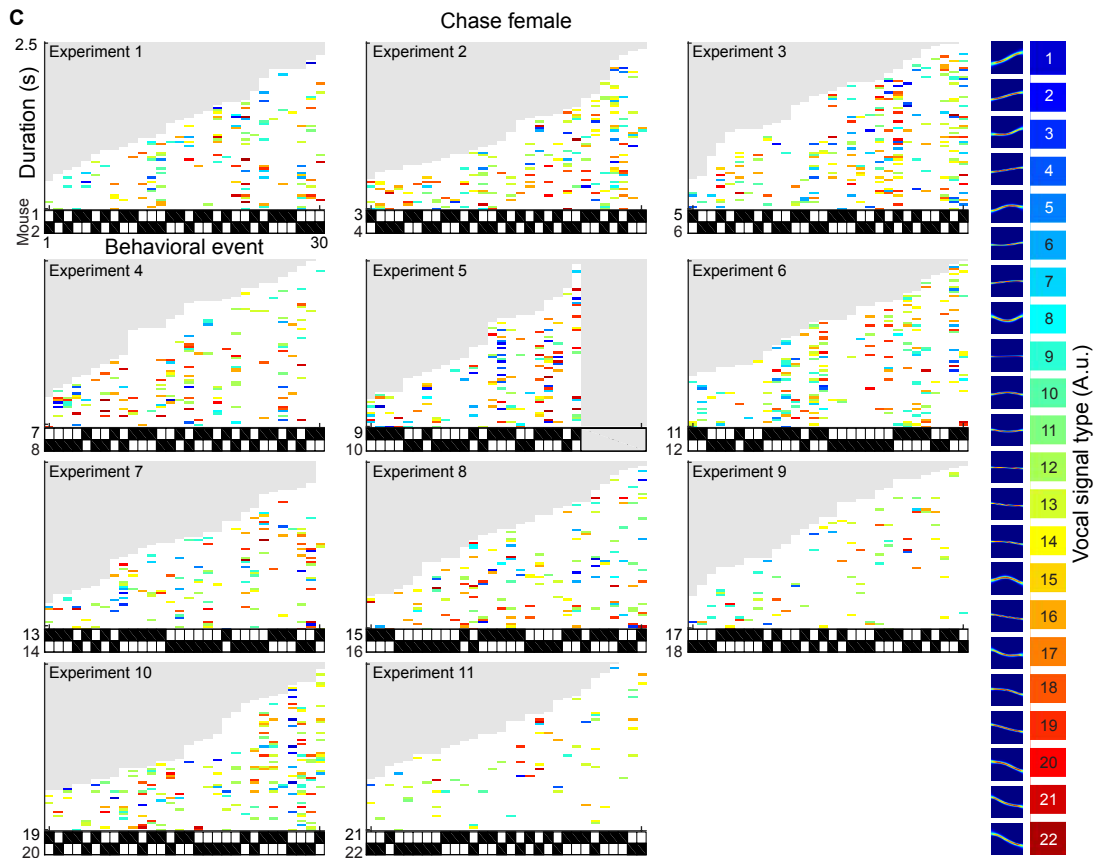 C
Chase female
2.5
Duration (s)
Experiment 1
Experiment 2
Experiment 3
Mouse
1
2
3
4
5
6
1
30
Behavioral event
Experiment 4
Experiment 5
Experiment 6
7
8
9
10
11
12
Experiment 7
Experiment 8
Experiment 9
13
14
15
16
17
18
Experiment 10
Experiment 11
19
20
21
22
1
2
3
4
5
6
7
8
9
10
11
12
13
14
15
16
17
18
19
20
21
22
Vocal signal type (A.u.)